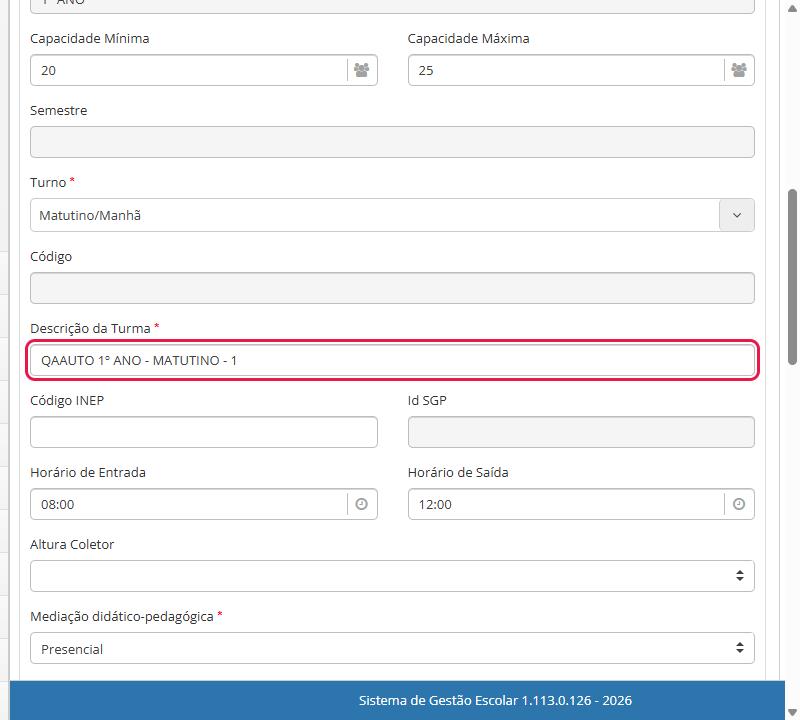 1º ANO
Capacidade Mínima
Capacidade Máxima
20
25
Semestre
Turno *
Matutino/Manhã
Código
Descrição da Turma *
QAAUTO 1º ANO - MATUTINO - 1
Código INEP
Id SGP
Horário de Entrada
Horário de Saída
08:00
12:00
Altura Coletor
Mediação didático-pedagógica *
Presencial
Sistema de Gestão Escolar 1.113.0.126 - 2026